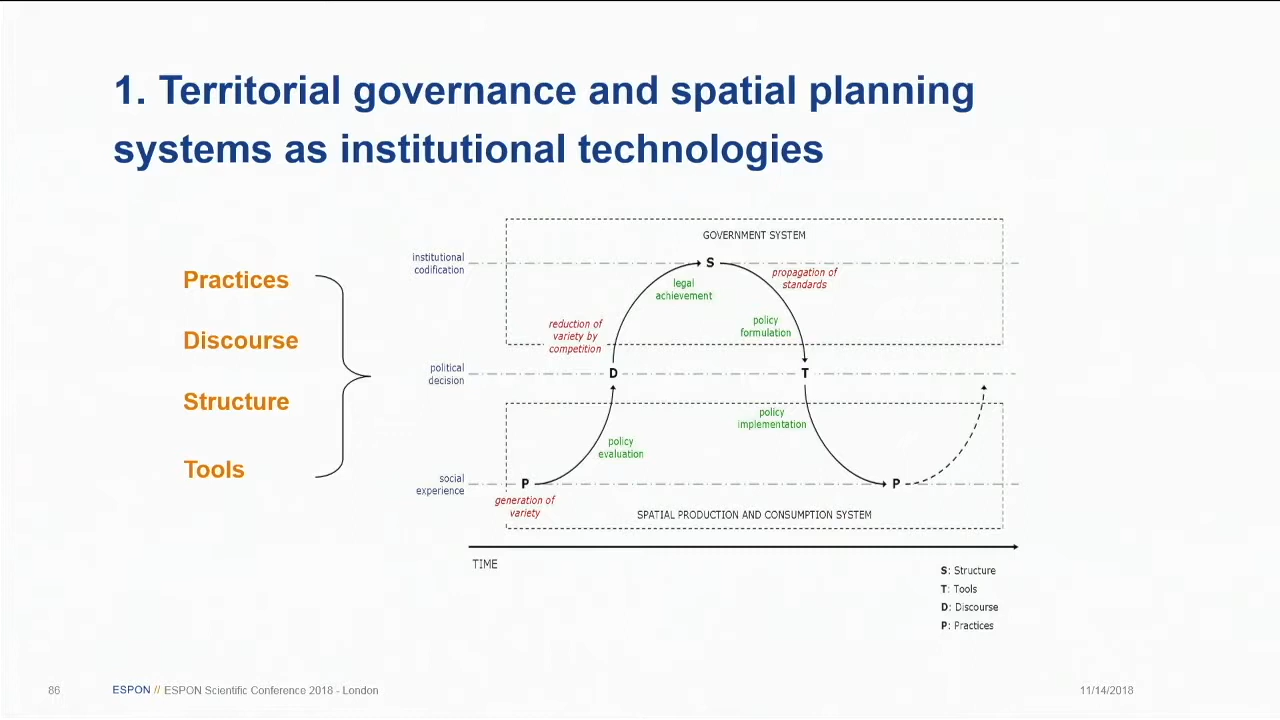 1. Territorial governance and spatial planning
systems as institutional technologies
Practices
Discourse
Structure
Tools
GOVERNMENT SYSTEM
institutional
codification
S
propagation of
standards
legal
achievement
policy
formulation
reduction of
variety by
competition
political
decision
D
T
policy
implementation
policy
evaluation
social
experience
P
P
generation of
variety
SPATIAL PRODUCTION AND CONSUMPTION SYSTEM
TIME
S: Structure
T: Tools
D: Discourse
P: Practices
86
ESPON // ESPON Scientific Conference 2018 - London
11/14/2018